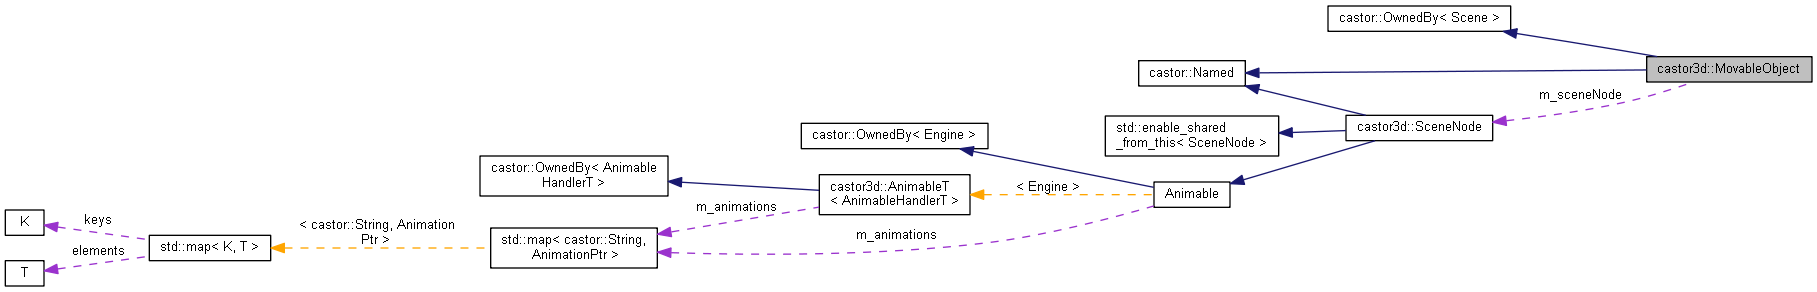 castor::OwnedBy< Scene >
castor3d::MovableObject
castor::Named
m_sceneNode
castor3d::SceneNode
std::enable_shared
_from_this< SceneNode >
castor::OwnedBy< Engine >
castor::OwnedBy< Animable
HandlerT >
castor3d::AnimableT
< AnimableHandlerT >
< Engine >
Animable
m_animations
K
keys
< castor::String, Animation
Ptr >
std::map< K, T >
elements
T
std::map< castor::String,
AnimationPtr >
m_animations